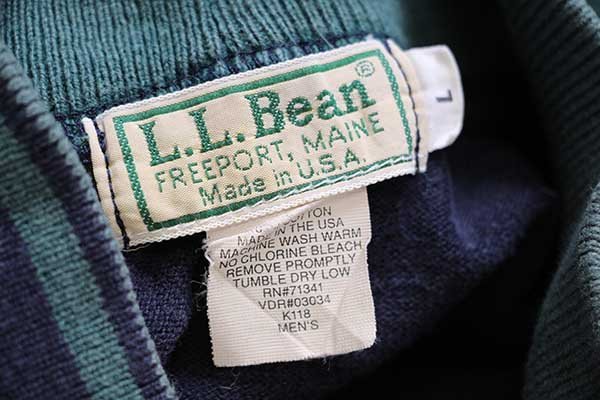 L.L. Bean®
FREEPORT, MAINE
Made in U.S.A.
L
COTTON
MADE IN THE USA
MACHINE WASH WARM
NO CHLORINE BLEACH
REMOVE PROMPTLY
TUMBLE DRY LOW
RN#71341
VDR#03034
K118
MEN'S